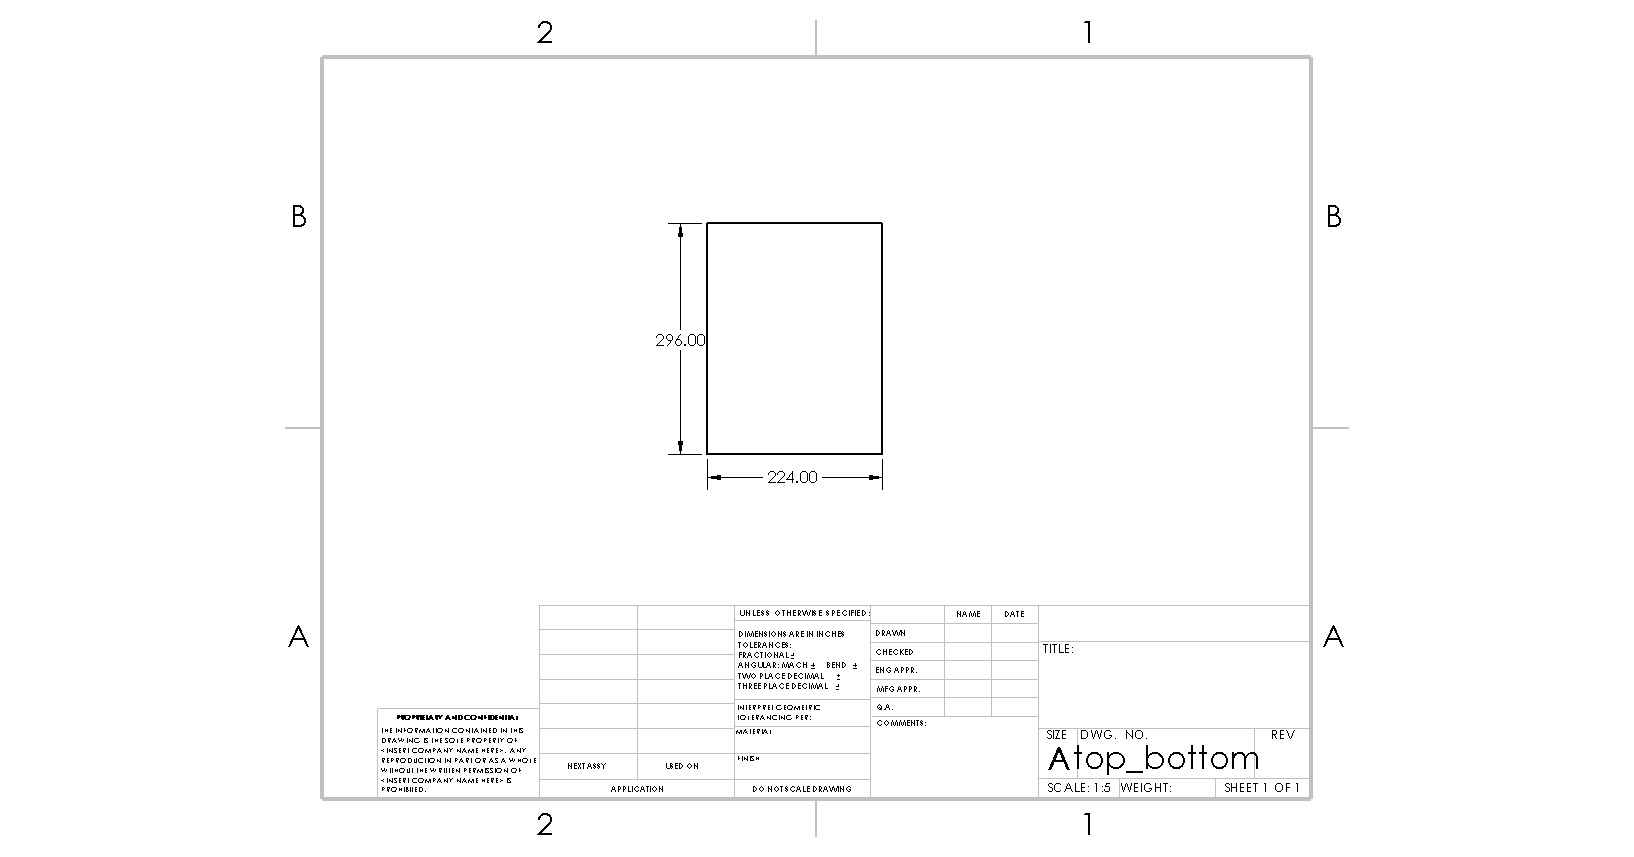 2 1
B B
296.00
224.00
A A
UNLESS OTHERWISE SPECIFIED:
DIMENSIONS ARE IN INCHES
TOLERANCES:
FRACTIONAL ±
ANGULAR: MACH ± BEND ±
TWO PLACE DECIMAL ±
THREE PLACE DECIMAL ±
INTERPRET GEOMETRIC
TOLERANCING PER:
MATERIAL
FINISH
DO NOT SCALE DRAWING
NAME DATE
DRAWN
CHECKED
ENG APPR.
MFG APPR.
Q.A.
COMMENTS:
TITLE:
SIZE DWG. NO. REV
A top_bottom
SCALE: 1:5 WEIGHT: SHEET 1 OF 1
PROPRIETARY AND CONFIDENTIAL
THE INFORMATION CONTAINED IN THIS
DRAWING IS THE SOLE PROPERTY OF
<INSERT COMPANY NAME HERE>. ANY
REPRODUCTION IN PART OR AS A WHOLE
WITHOUT THE WRITTEN PERMISSION OF
<INSERT COMPANY NAME HERE> IS
PROHIBITED.
NEXT ASSY USED ON
APPLICATION
2 1